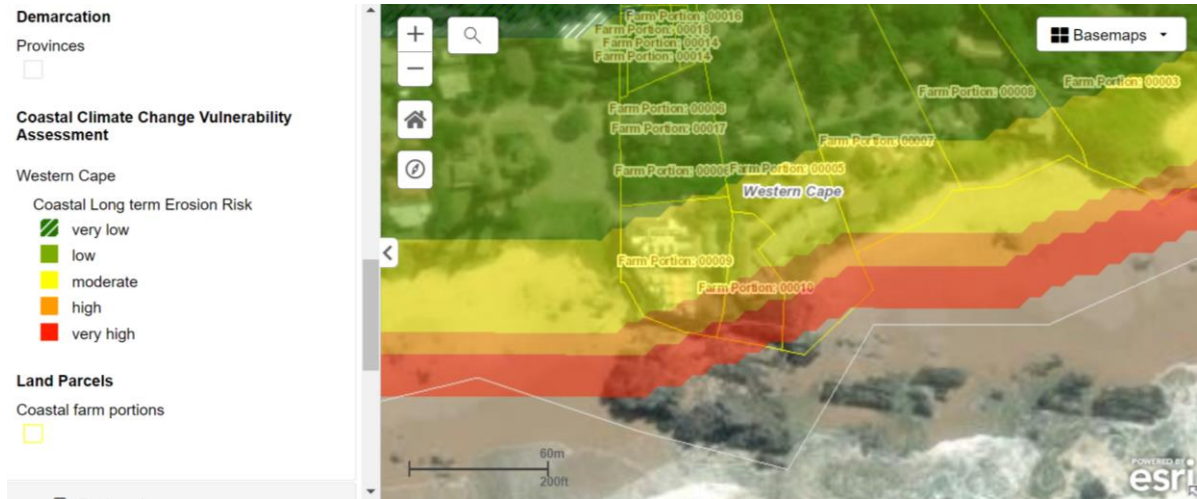 Demarcation
Provinces
Coastal Climate Change Vulnerability
Assessment
Western Cape
Coastal Long term Erosion Risk
very low
low
moderate
high
very high
Land Parcels
Coastal farm portions
Basemaps
Farm Portion: 00016
Farm Portion: 00018
Farm Portion: 00014
Farm Portion: 00014
Farm Portion: 00003
Farm Portion: 00008
Farm Portion: 00006
Farm Portion: 00017
Farm Portion: 00007
Farm Portion: 00005
Western Cape
Farm Portion: 00009
Farm Portion: 00010
60m
200ft
POWERED BY
esri